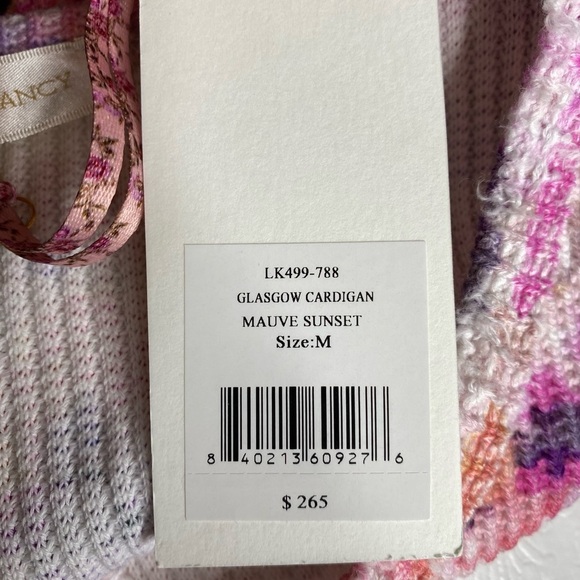 ANCY
LK499-788
GLASGOW CARDIGAN
MAUVE SUNSET
Size:M
8 40213 60927 6
$ 265